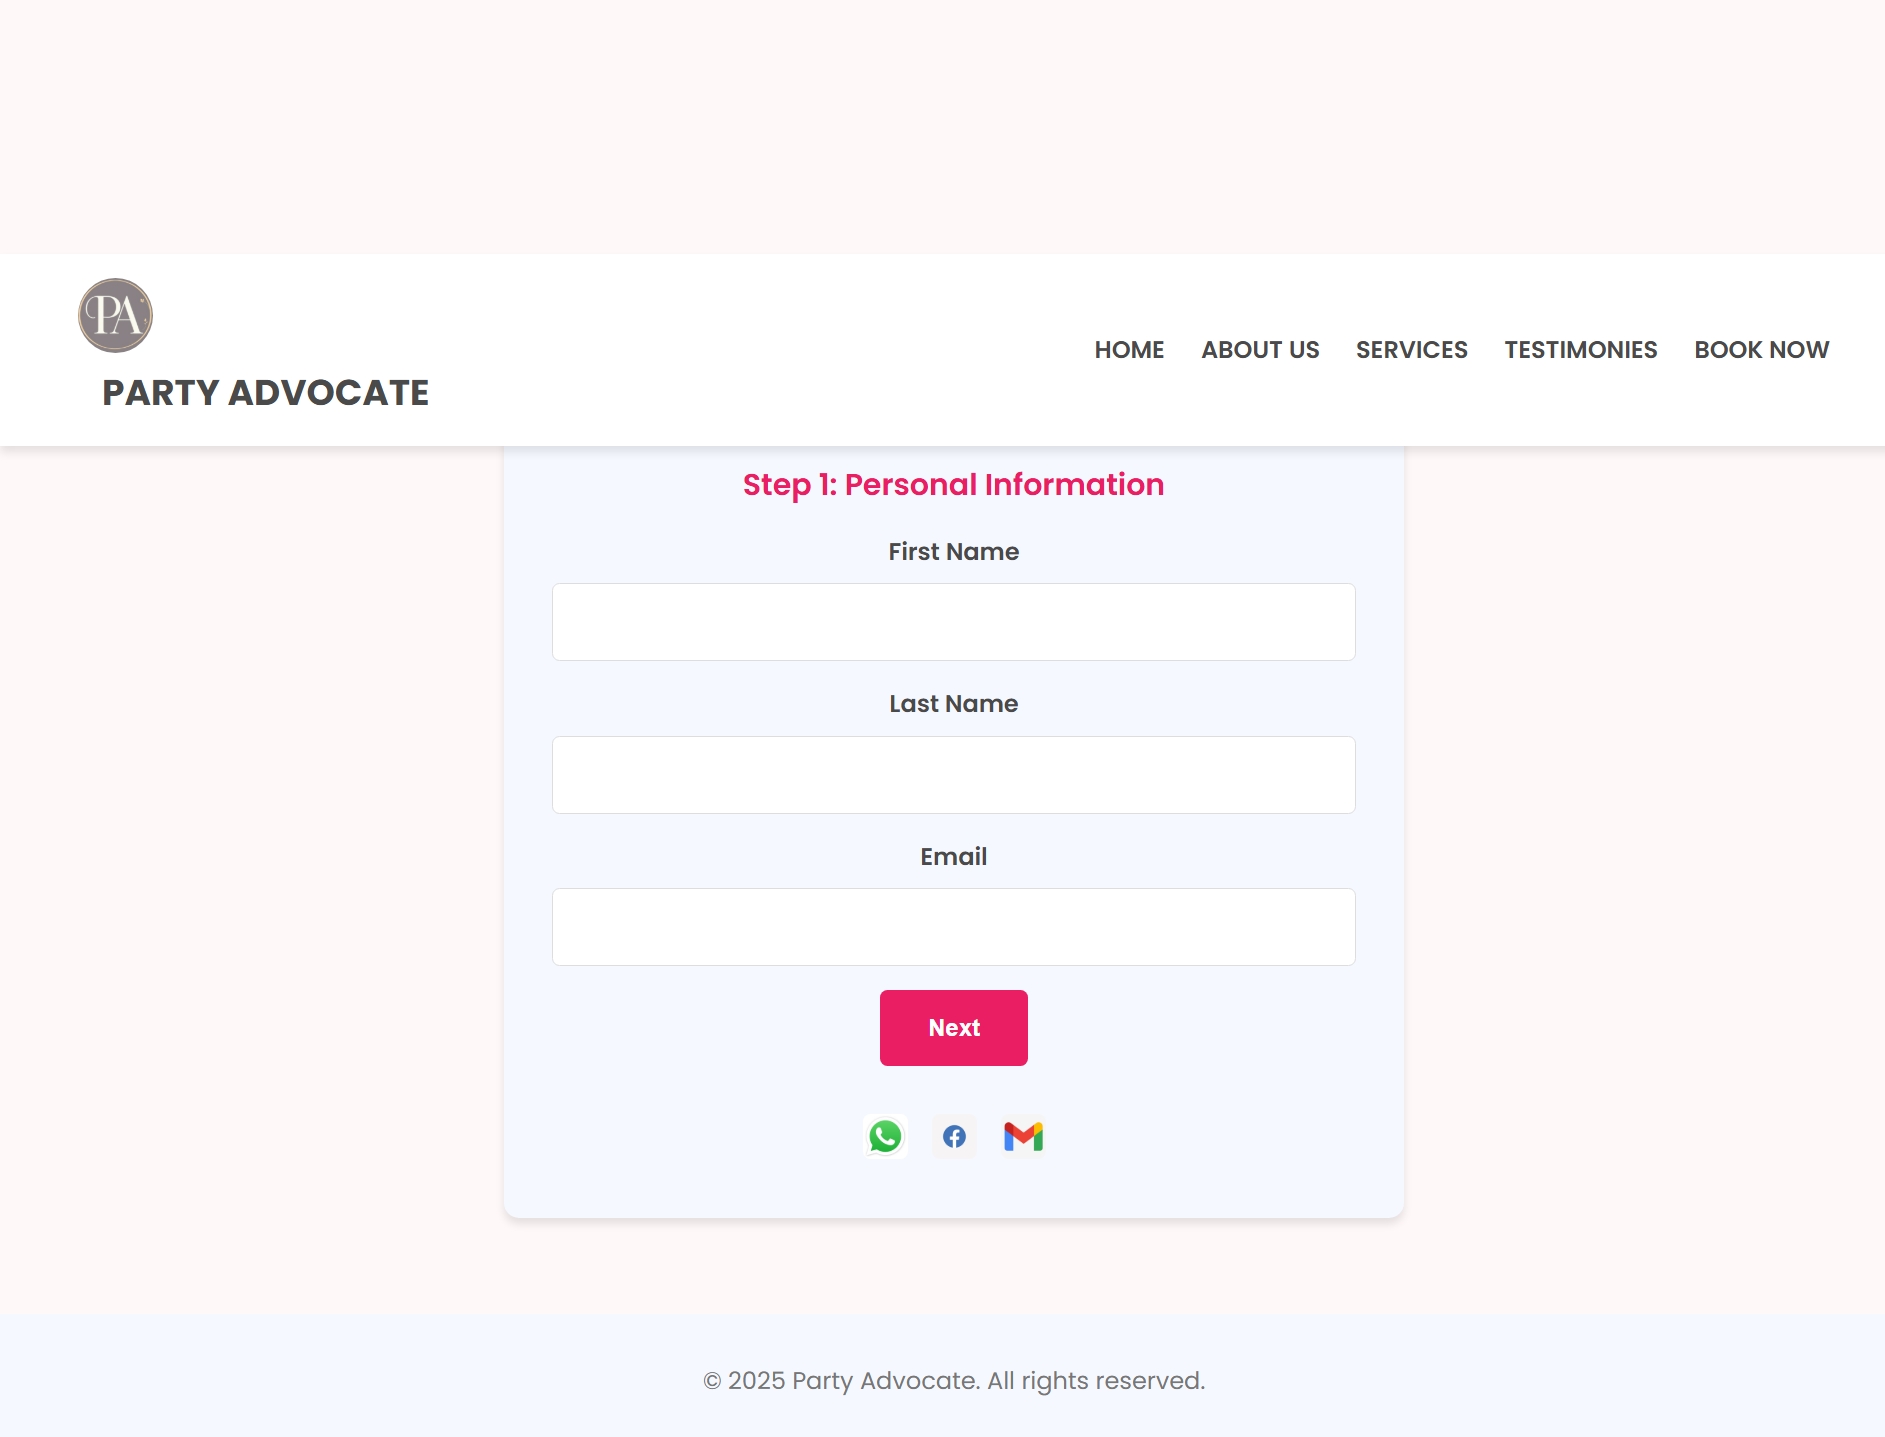 PA
PARTY ADVOCATE
HOME
ABOUT US
SERVICES
TESTIMONIES
BOOK NOW
Step 1: Personal Information
First Name
Last Name
Email
Next
© 2025 Party Advocate. All rights reserved.